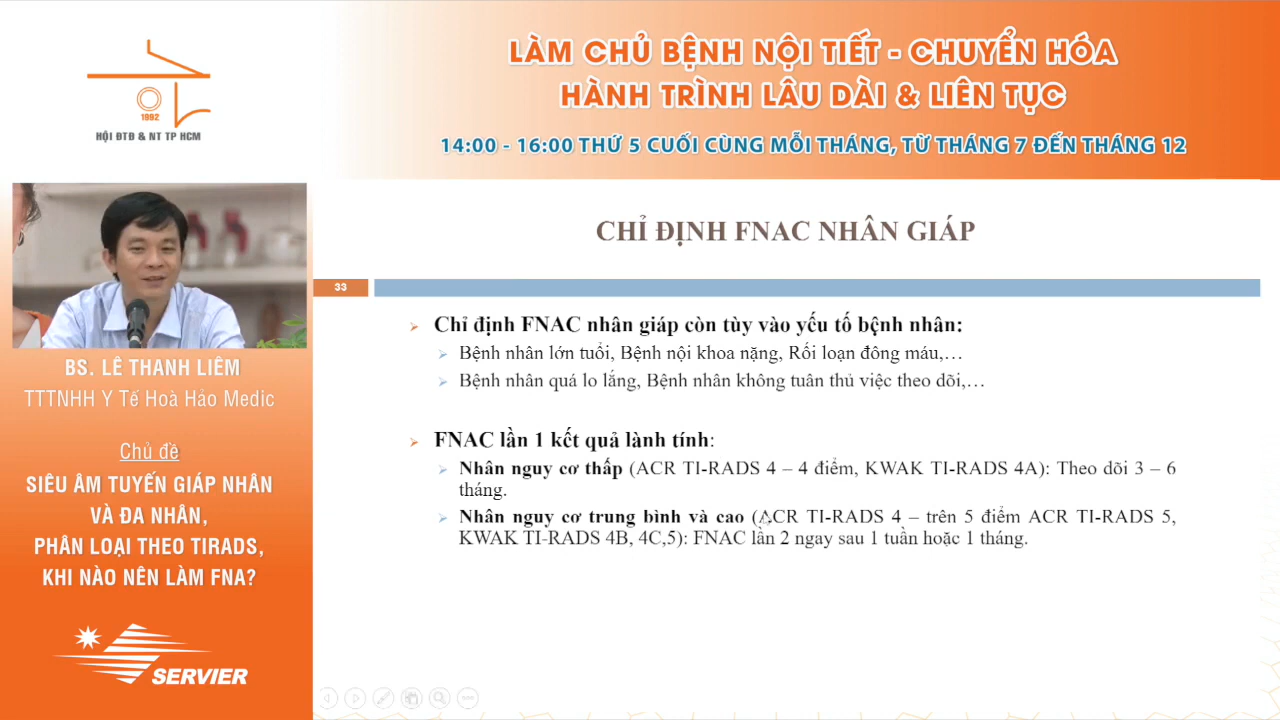 LÀM CHỦ BỆNH NỘI TIẾT - CHUYỂN HÓA
HÀNH TRÌNH LÂU DÀI & LIÊN TỤC
14:00 - 16:00 THỨ 5 CUỐI CÙNG MỖI THÁNG, TỪ THÁNG 7 ĐẾN THÁNG 12
1992
HỘI ĐTĐ & NT TP HCM
BS. LÊ THANH LIÊM
TTTNHH Y Tế Hoà Hảo Medic
Chủ đề
SIÊU ÂM TUYẾN GIÁP NHÂN
VÀ ĐA NHÂN,
PHÂN LOẠI THEO TIRADS,
KHI NÀO NÊN LÀM FNA?
SERVIER
CHỈ ĐỊNH FNAC NHÂN GIÁP
33
Chỉ định FNAC nhân giáp còn tùy vào yếu tố bệnh nhân:
Bệnh nhân lớn tuổi, Bệnh nội khoa nặng, Rối loạn đông máu,…
Bệnh nhân quá lo lắng, Bệnh nhân không tuân thủ việc theo dõi,…
FNAC lần 1 kết quả lành tính:
Nhân nguy cơ thấp (ACR TI-RADS 4 – 4 điểm, KWAK TI-RADS 4A): Theo dõi 3 – 6
tháng.
Nhân nguy cơ trung bình và cao (ACR TI-RADS 4 – trên 5 điểm ACR TI-RADS 5,
KWAK TI-RADS 4B, 4C,5): FNAC lần 2 ngay sau 1 tuần hoặc 1 tháng.